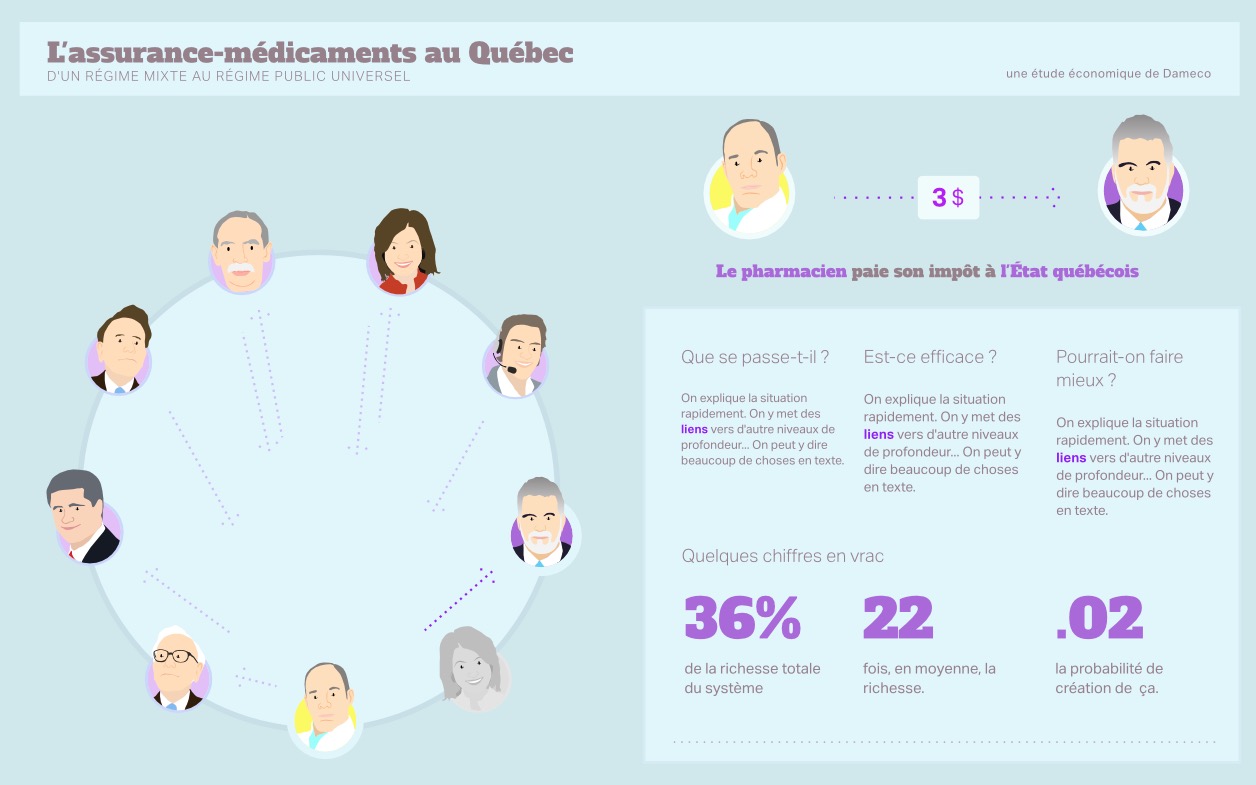 L'assurance-médicaments au Québec
D'UN RÉGIME MIXTE AU RÉGIME PUBLIC UNIVERSEL
une étude économique de Dameco
3 $
Le pharmacien paie son impôt à l'État québécois
Que se passe-t-il ?
On explique la situation
rapidement. On y met des
liens vers d'autre niveaux de
profondeur... On peut y dire
beaucoup de choses en texte.
Est-ce efficace ?
On explique la situation
rapidement. On y met des
liens vers d'autre niveaux
de profondeur... On peut y
dire beaucoup de choses
en texte.
Pourrait-on faire
mieux ?
On explique la situation
rapidement. On y met des
liens vers d'autre niveaux
de profondeur... On peut y
dire beaucoup de choses
en texte.
Quelques chiffres en vrac
36%
de la richesse totale
du système
22
fois, en moyenne, la
richesse.
.02
la probabilité de
création de ça.